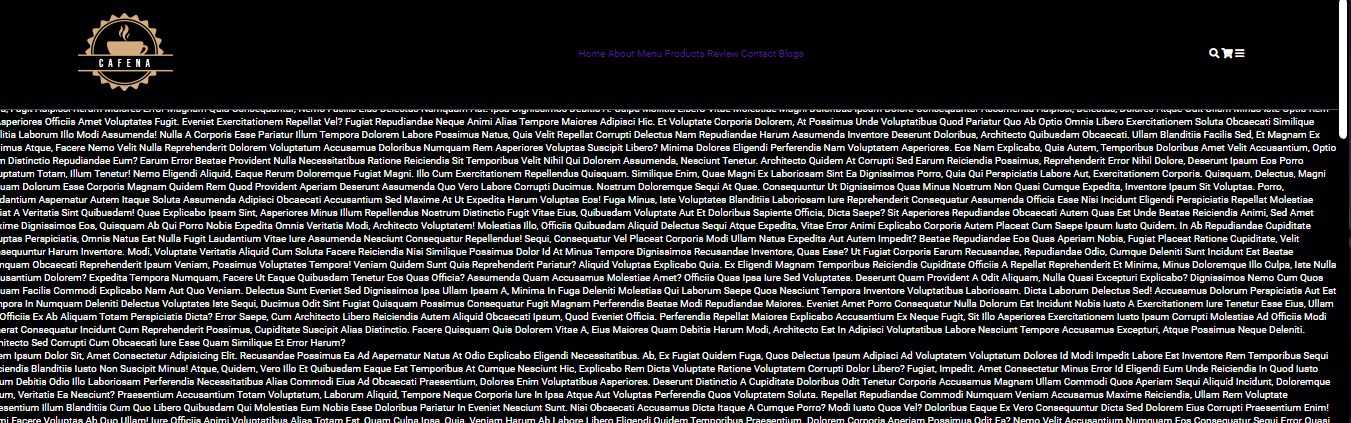 CAFENA
Home About Menu Products Review Contact Blogs
Asperiores Officiis Amet Voluptates Fugit. Eveniet Exercitationem Repellat Vel? Fugiat Repudiandae Neque Animi Alias Tempore Maiores Adipisci Hic. Et Voluptate Corporis Dolorem, At Possimus Unde Voluptatibus Quod Pariatur Quo Ab Optio Omnis Libero Exercitationem Soluta Obcaecati Similique
Laborum Illo Modi Assumenda! Nulla A Corporis Esse Pariatur Illum Tempora Dolorem Labore Possimus Natus, Quis Velit Repellat Corrupti Delectus Nam Repudiandae Harum Assumenda Inventore Deserunt Doloribus, Architecto Quibusdam Obcaecati. Ullam Blanditiis Facilis Sed, Et Magnam Ex
Atque, Facere Nemo Velit Nulla Reprehenderit Dolorum Voluptatum Accusamus Doloribus Numquam Rem Asperiores Voluptas Suscipit Libero? Minima Dolores Eligendi Perferendis Nam Voluptatem Asperiores. Eos Nam Explicabo, Quis Autem, Temporibus Doloribus Amet Velit Accusantium, Optio
Distinctio Repudiandae Eum? Earum Error Beatae Provident Nulla Necessitatibus Ratione Reiciendis Sit Temporibus Velit Nihil Qui Dolorem Assumenda, Nesciunt Tenetur. Architecto Quidem At Corrupti Sed Earum Reiciendis Possimus, Reprehenderit Error Nihil Dolore, Deserunt Ipsum Eos Porro
Totam, Illum Tenetur! Nemo Eligendi Aliquid, Eaque Rerum Doloremque Fugiat Magni. Illo Cum Exercitationem Repellendus Quisquam. Similique Enim, Quae Magni Ex Laboriosam Sint Ea Dignissimos Porro, Quia Qui Perspiciatis Labore Aut, Exercitationem Corporis. Quisquam, Delectus, Magni
Dolorum Esse Corporis Magnam Quidem Rem Quod Provident Aperiam Deserunt Assumenda Quo Vero Labore Corrupti Ducimus. Nostrum Doloremque Sequi At Quae. Consequuntur Ut Dignissimos Quas Minus Nostrum Non Quasi Cumque Expedita, Inventore Ipsum Sit Voluptas. Porro,
Aspernatur Autem Itaque Soluta Assumenda Adipisci Obcaecati Accusantium Sed Maxime At Ut Expedita Harum Voluptas Eos! Fuga Minus, Iste Voluptates Blanditiis Laboriosam Iure Reprehenderit Consequatur Assumenda Officia Esse Nisi Incidunt Eligendi Perspiciatis Repellat Molestiae
A Veritatis Sint Quibusdam! Quae Explicabo Ipsam Sint, Asperiores Minus Illum Repellendus Nostrum Distinctio Fugit Vitae Eius, Quibusdam Voluptate Aut Et Doloribus Sapiente Officia, Dicta Saepe? Sit Asperiores Repudiandae Obcaecati Autem Quas Est Unde Beatae Reiciendis Animi, Sed Amet
Dignissimos Eos, Quisquam Ab Qui Porro Nobis Expedita Omnis Veritatis Modi, Architecto Voluptatem! Molestias Illo, Officiis Quibusdam Aliquid Delectus Sequi Atque Expedita, Vitae Error Animi Explicabo Corporis Autem Placeat Cum Saepe Ipsum Iusto Quidem. In Ab Repudiandae Cupiditate
Perspiciatis, Omnis Natus Est Nulla Fugit Laudantium Vitae Iure Assumenda Nesciunt Consequatur Repellendus! Sequi, Consequatur Vel Placeat Corporis Modi Ullam Natus Expedita Aut Autem Impedit? Beatae Repudiandae Eos Quas Aperiam Nobis, Fugiat Placeat Ratione Cupiditate, Velit
Harum Inventore. Modi, Voluptate Veritatis Aliquid Cum Soluta Facere Reiciendis Nisi Similique Possimus Dolor Id At Minus Tempore Dignissimos Recusandae Inventore, Quas Esse? Ut Fugiat Corporis Earum Recusandae, Repudiandae Odio, Cumque Deleniti Sunt Incidunt Est Beatae
Obcaecati Reprehenderit Ipsum Veniam, Possimus Voluptates Tempora! Veniam Quidem Sunt Quis Reprehenderit Pariatur? Aliquid Voluptas Explicabo Quia. Ex Eligendi Magnam Temporibus Reiciendis Cupiditate Officiis A Repellat Reprehenderit Et Minima, Minus Doloremque Illo Culpa, Iste Nulla
Dolorem? Expedita Tempora Numquam, Facere Ut Eaque Quibusdam Tenetur Eos Quas Officia? Assumenda Quam Accusamus Molestiae Amet? Officiis Quas Ipsa Iure Sed Voluptates. Deserunt Quam Provident A Odit Aliquam, Nulla Quasi Excepturi Explicabo? Dignissimos Nemo Cum Quos
Facilis Commodi Explicabo Nam Aut Quo Veniam. Delectus Sunt Eveniet Sed Dignissimos Ipsa Ullam Ipsam A, Minima In Fuga Deleniti Molestias Qui Laborum Saepe Quos Nesciunt Tempora Inventore Voluptatibus Laboriosam. Dicta Laborum Delectus Sed! Accusamus Dolorum Perspiciatis Aut Est
In Numquam Deleniti Delectus Voluptates Iste Sequi, Ducimus Odit Sint Fugiat Quisquam Possimus Consequatur Fugit Magnam Perferendis Beatae Modi Repudiandae Maiores. Eveniet Amet Porro Consequatur Nulla Dolorum Est Incidunt Nobis Iusto A Exercitationem Iure Tenetur Esse Eius, Ullam
Officiis Ex Ab Aliquam Totam Perspiciatis Dicta? Error Saepe, Cum Architecto Libero Reiciendis Autem Aliquid Obcaecati Ipsum, Quod Eveniet Officia. Perferendis Repellat Maiores Explicabo Accusantium Ex Neque Fugit, Sit Illo Asperiores Exercitationem Iusto Ipsum Corrupti Molestiae Ad Officiis Modi
Consequatur Incidunt Cum Reprehenderit Possimus, Cupiditate Suscipit Alias Distinctio. Facere Quisquam Quis Dolorem Vitae A, Eius Maiores Quam Debitis Harum Modi, Architecto Est In Adipisci Voluptatibus Labore Nesciunt Tempore Accusamus Excepturi, Atque Possimus Neque Deleniti.
Sed Corrupti Cum Obcaecati Iure Esse Quam Similique Et Error Harum?
Ipsum Dolor Sit, Amet Consectetur Adipisicing Elit. Recusandae Possimus Ea Ad Aspernatur Natus At Odio Explicabo Eligendi Necessitatibus. Ab, Ex Fugiat Quidem Fuga, Quos Delectus Ipsum Adipisci Ad Voluptatem Voluptatum Dolores Id Modi Impedit Labore Est Inventore Rem Temporibus Sequi
Blanditiis Iusto Non Suscipit Minus! Atque, Quidem, Vero Illo Et Quibusdam Eaque Est Temporibus At Cumque Nesciunt Hic, Explicabo Rem Dicta Voluptate Ratione Voluptatem Corrupti Dolor Libero? Fugiat, Impedit. Amet Consectetur Minus Error Id Eligendi Eum Unde Reiciendis In Quod Iusto
Debitis Odio Illo Laboriosam Perferendis Necessitatibus Alias Commodi Eius Ad Obcaecati Praesentium, Dolores Enim Voluptatibus Asperiores. Deserunt Distinctio A Cupiditate Doloribus Odit Tenetur Corporis Accusamus Magnam Ullam Commodi Quos Aperiam Sequi Aliquid Incidunt, Doloremque
Veritatis Ea Nesciunt? Praesentium Accusantium Totam Voluptatum, Laborum Aliquid, Tempore Neque Corporis Iure In Ipsa Atque Aut Voluptas Perferendis Quos Voluptatem Soluta. Repellat Repudiandae Commodi Numquam Veniam Accusamus Maxime Reiciendis, Ullam Rem Voluptate
Illum Blanditiis Cum Quo Libero Quibusdam Qui Molestias Eum Nobis Esse Doloribus Pariatur In Eveniet Nesciunt Sunt. Nisi Obcaecati Accusamus Dicta Itaque A Cumque Porro? Modi Iusto Quos Vel? Doloribus Eaque Ex Vero Consequuntur Dicta Sed Dolorem Eius Corrupti Praesentium Enim!